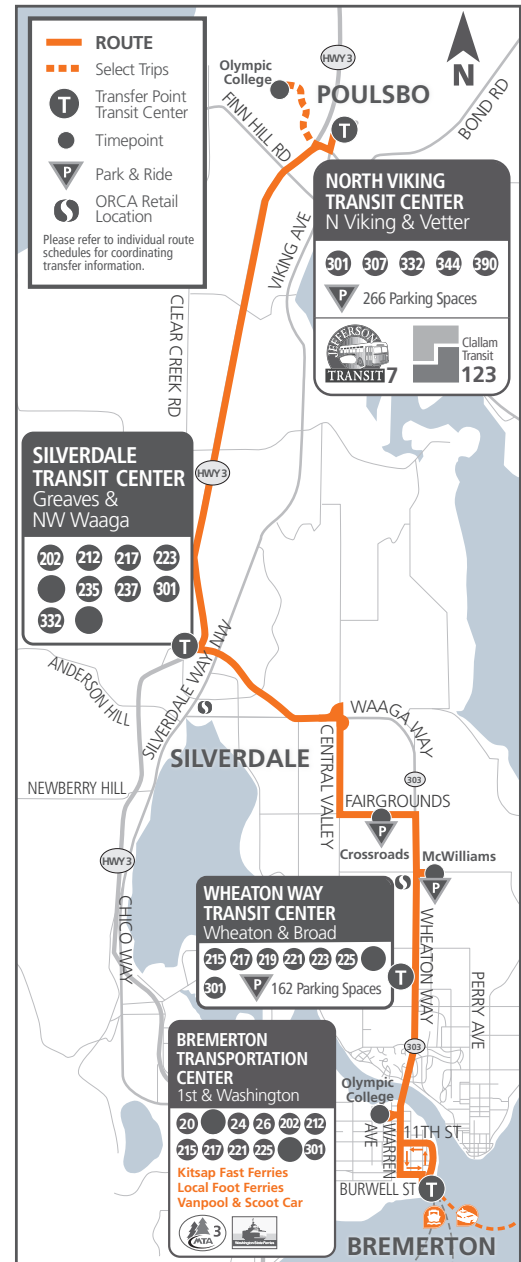 ROUTE
Select Trips
T
Transfer Point
Transit Center
Timepoint
P
Park & Ride
ORCA Retail
Location
Please refer to individual route
schedules for coordinating
transfer information.
Olympic
College
HWY 3
POULSBO
N
T
FINN HILL RD
BOND RD
VIKING AVE
CLEAR CREEK RD
NORTH VIKING
TRANSIT CENTER
N Viking & Vetter
301 307 332 344 390
P 266 Parking Spaces
JEFFERSON
TRANSIT 7
Clallam
Transit
123
HWY 3
SILVERDALE
TRANSIT CENTER
Greaves &
NW Waaga
202 212 217 223
235 237 301
332
T
ANDERSON HILL
SILVERDALE WAY NW
WAAGA WAY
SILVERDALE
CENTRAL VALLEY
303
NEWBERRY HILL
FAIRGROUNDS
P
Crossroads
McWilliams
P
HWY 3
CHICO WAY
WHEATON WAY
TRANSIT CENTER
Wheaton & Broad
215 217 219 221 223 225
301 P 162 Parking Spaces
T
WHEATON WAY
PERRY AVE
303
BREMERTON
TRANSPORTATION
CENTER
1st & Washington
20 24 26 202 212
215 217 221 225 301
Kitsap Fast Ferries
Local Foot Ferries
Vanpool & Scoot Car
MTA 3
Washington State Ferries
Olympic
College
WARREN
AVE
11TH ST
BURWELL ST
T
BREMERTON